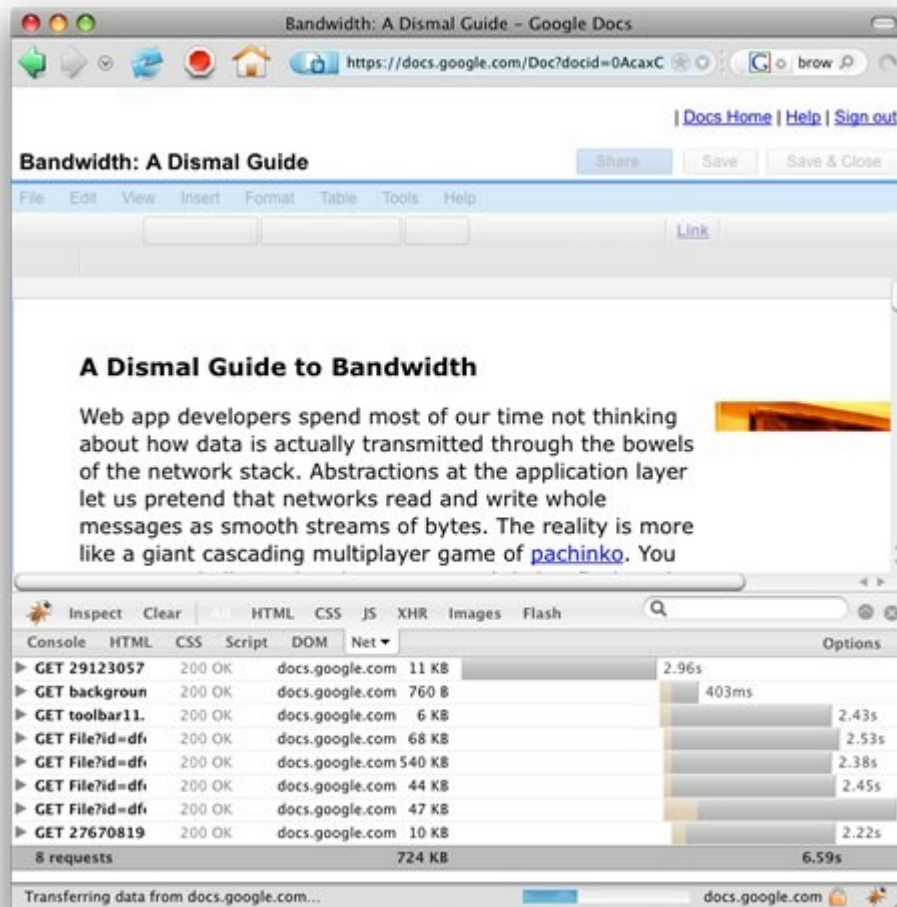 Bandwidth: A Dismal Guide – Google Docs
https://docs.google.com/Doc?docid=0AcaxC
G brow
| Docs Home | Help | Sign out
Bandwidth: A Dismal Guide
Share Save Save & Close
File Edit View Insert Format Table Tools Help
Link
A Dismal Guide to Bandwidth
Web app developers spend most of our time not thinking
about how data is actually transmitted through the bowels
of the network stack. Abstractions at the application layer
let us pretend that networks read and write whole
messages as smooth streams of bytes. The reality is more
like a giant cascading multiplayer game of pachinko. You
Inspect Clear All HTML CSS JS XHR Images Flash
Console HTML CSS Script DOM Net Options
GET 29123057 200 OK docs.google.com 11 KB 2.96s
GET backgroun 200 OK docs.google.com 760 B 403ms
GET toolbar11. 200 OK docs.google.com 6 KB 2.43s
GET File?id=dfc 200 OK docs.google.com 68 KB 2.53s
GET File?id=dfc 200 OK docs.google.com 540 KB 2.38s
GET File?id=dfc 200 OK docs.google.com 44 KB 2.45s
GET File?id=dfc 200 OK docs.google.com 47 KB
GET 27670819 200 OK docs.google.com 10 KB 2.22s
8 requests 724 KB 6.59s
Transferring data from docs.google.com... docs.google.com